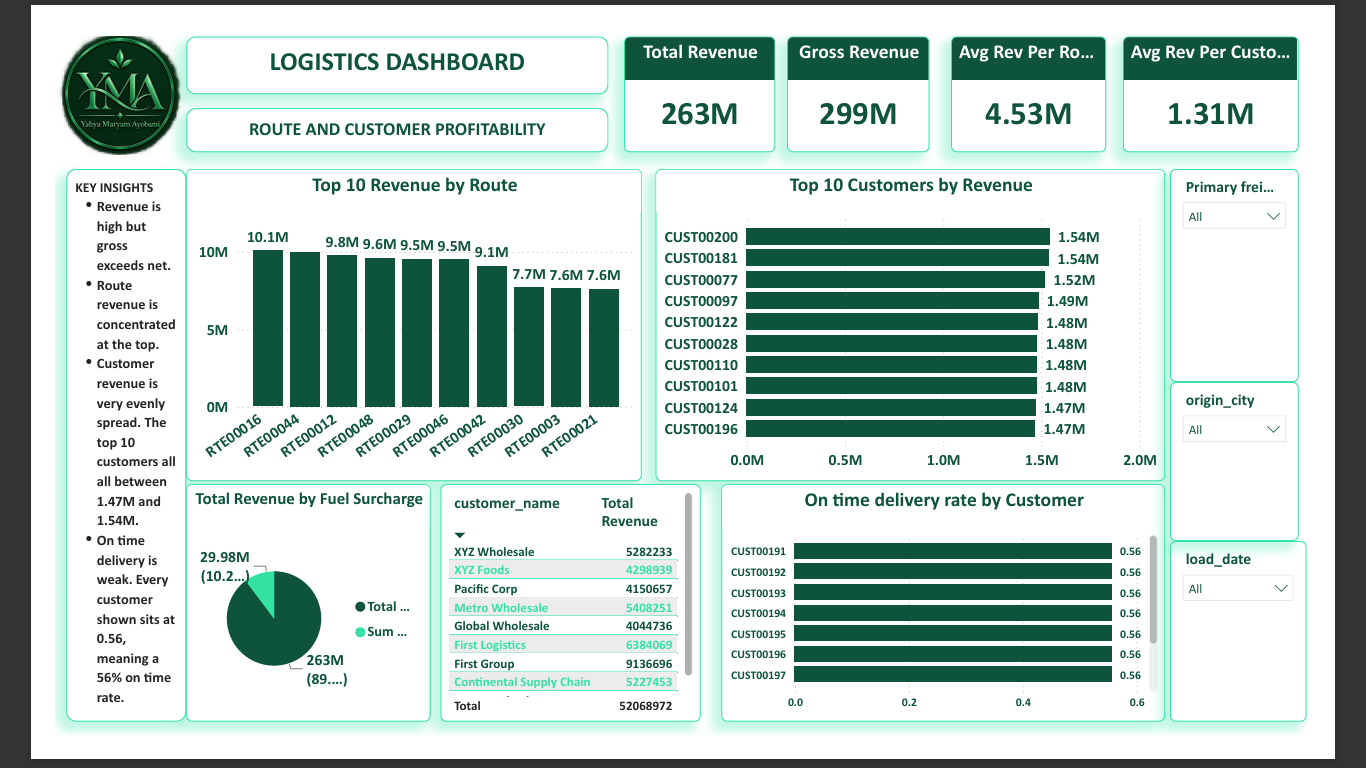 YMA
Yahya Maryam Ayobami
LOGISTICS DASHBOARD
ROUTE AND CUSTOMER PROFITABILITY
Total Revenue
263M
Gross Revenue
299M
Avg Rev Per Ro...
4.53M
Avg Rev Per Custo...
1.31M
KEY INSIGHTS
• Revenue is
high but
gross
exceeds net.
• Route
revenue is
concentrated
at the top.
• Customer
revenue is
very evenly
spread. The
top 10
customers all
all between
1.47M and
1.54M.
• On time
delivery is
weak. Every
customer
shown sits at
0.56,
meaning a
56% on time
rate.
Top 10 Revenue by Route
10M
5M
0M
10.1M
9.8M
9.6M
9.5M
9.5M
9.1M
7.7M
7.6M
7.6M
RTE00016
RTE00044
RTE00012
RTE00048
RTE00029
RTE00046
RTE00042
RTE00030
RTE00003
RTE00021
Top 10 Customers by Revenue
CUST00200 1.54M
CUST00181 1.54M
CUST00077 1.52M
CUST00097 1.49M
CUST00122 1.48M
CUST00028 1.48M
CUST00110 1.48M
CUST00101 1.48M
CUST00124 1.47M
CUST00196 1.47M
0.0M 0.5M 1.0M 1.5M 2.0M
Primary frei...
All
origin_city
All
load_date
All
Total Revenue by Fuel Surcharge
29.98M
(10.2...)
263M
(89....)
Total ...
Sum ...
customer_name Total
Revenue
XYZ Wholesale 5282233
XYZ Foods 4298939
Pacific Corp 4150657
Metro Wholesale 5408251
Global Wholesale 4044736
First Logistics 6384069
First Group 9136696
Continental Supply Chain 5227453
Total 52068972
On time delivery rate by Customer
CUST00191 0.56
CUST00192 0.56
CUST00193 0.56
CUST00194 0.56
CUST00195 0.56
CUST00196 0.56
CUST00197 0.56
0.0 0.2 0.4 0.6